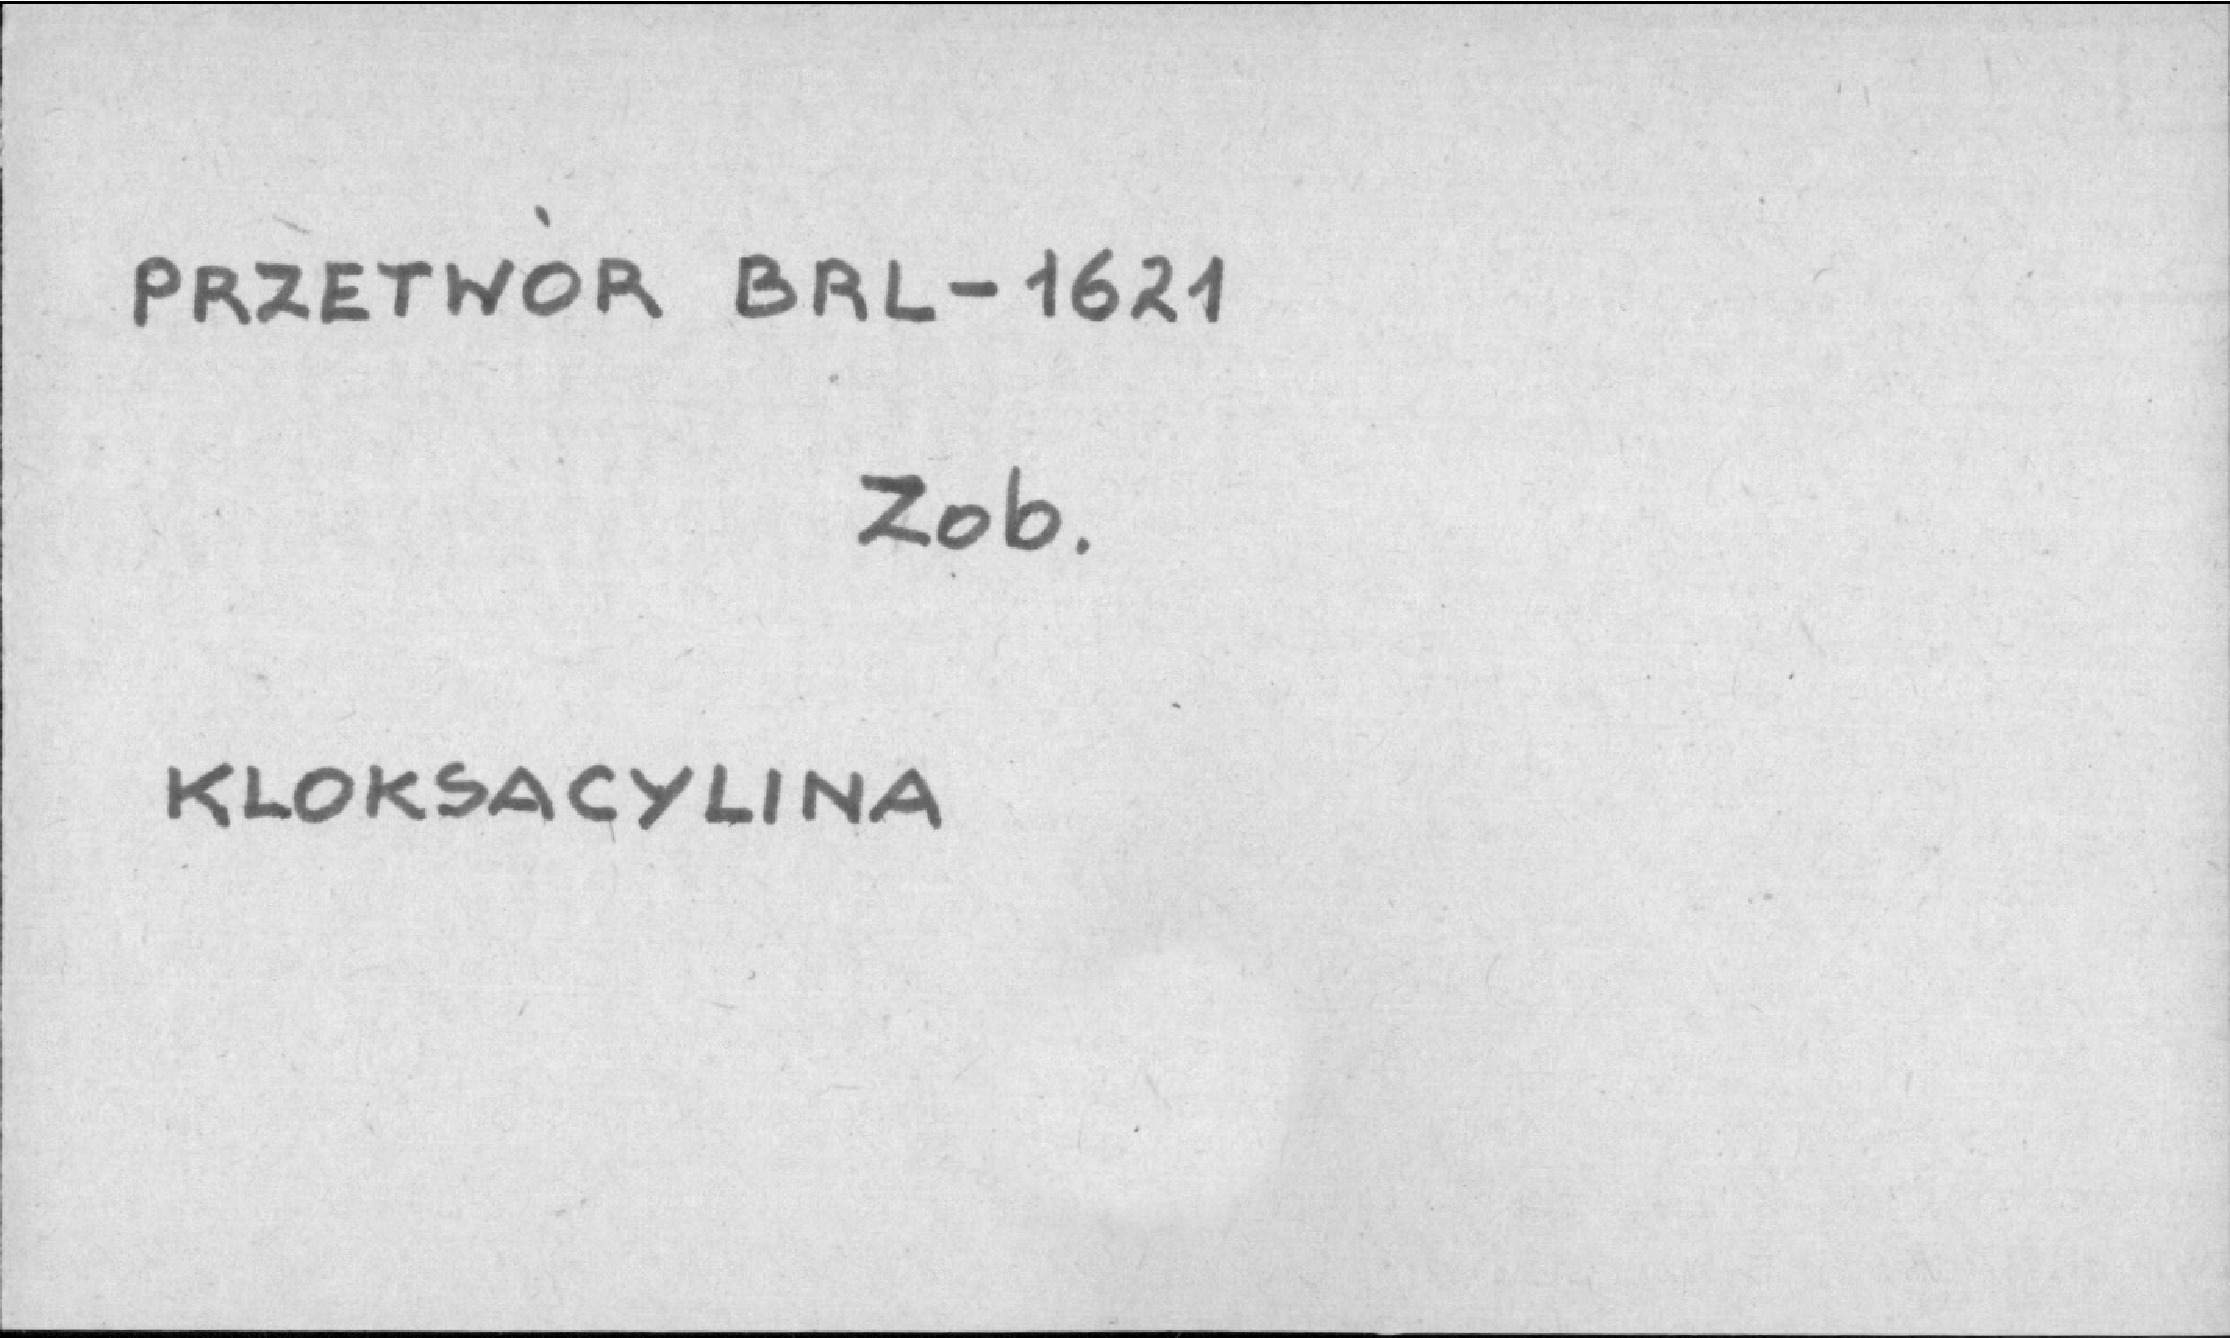 PRZETWÓR BRL-1621
Zob.
KLOKSACYLINA